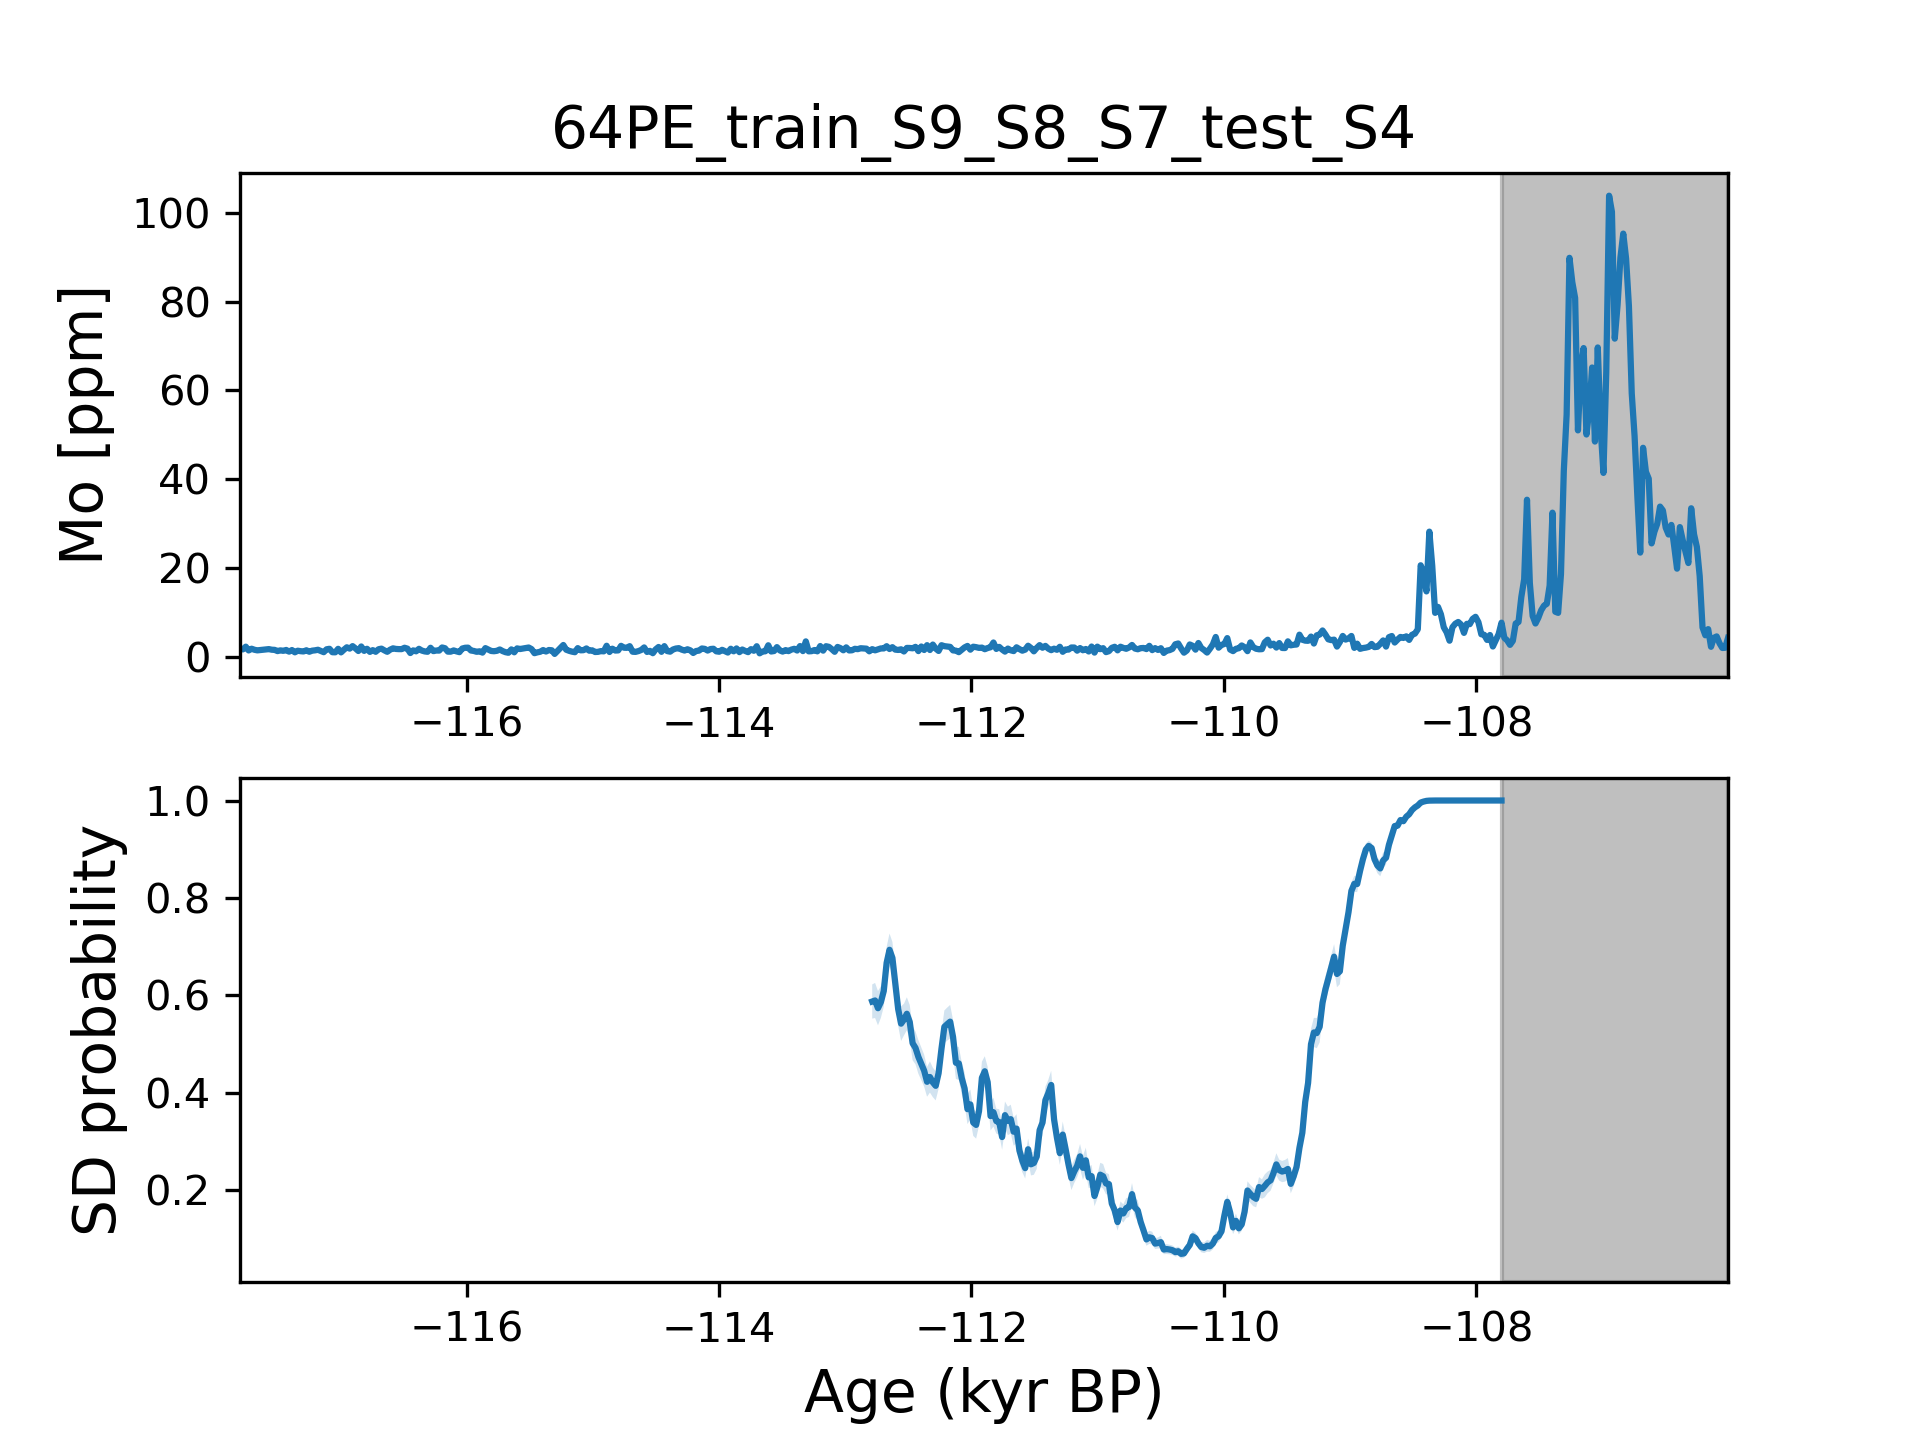 64PE_train_S9_S8_S7_test_S4
Mo [ppm]
100
80
60
40
20
0
−116 −114 −112 −110 −108
SD probability
1.0
0.8
0.6
0.4
0.2
−116 −114 −112 −110 −108
Age (kyr BP)